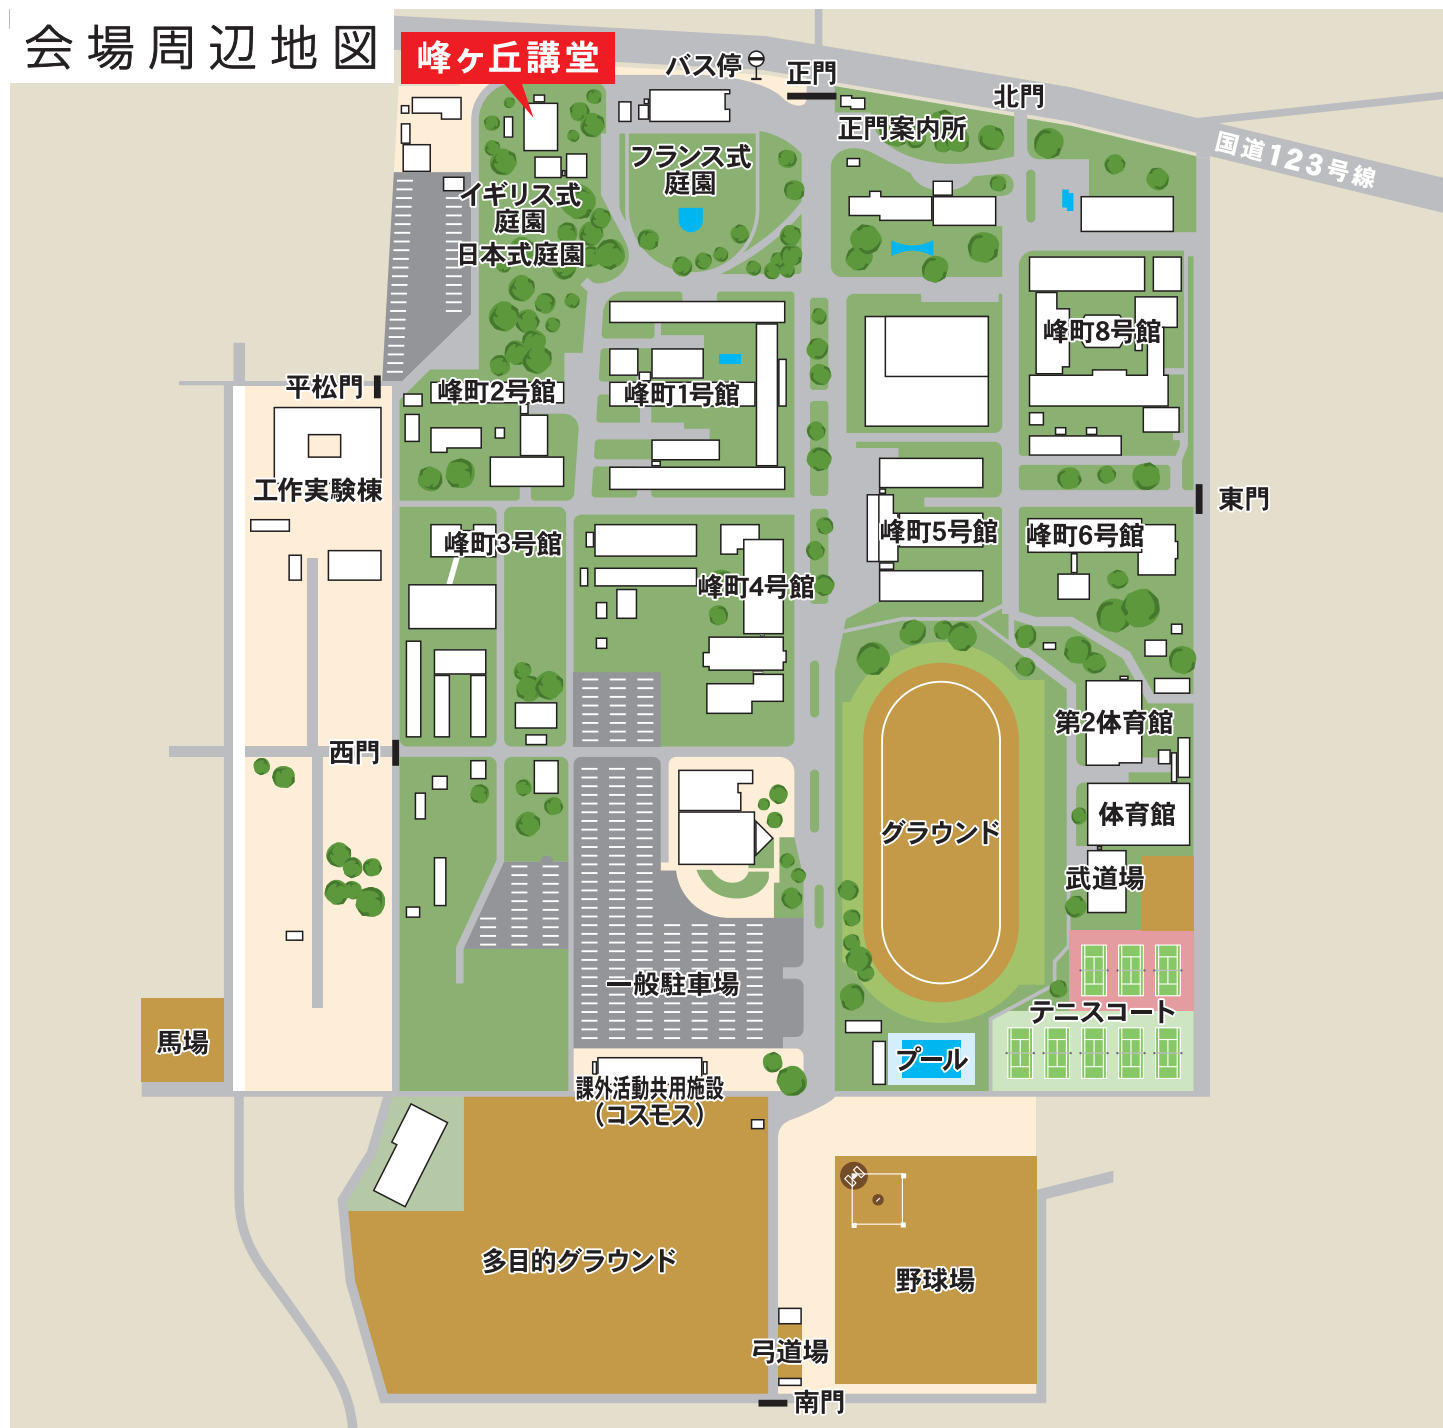 会場周辺地図
峰ヶ丘講堂
バス停
正門
北門
正門案内所
国道123号線
フランス式
庭園
イギリス式
庭園
日本式庭園
峰町8号館
平松門
峰町2号館
峰町1号館
工作実験棟
東門
峰町3号館
峰町5号館
峰町6号館
峰町4号館
第2体育館
西門
体育館
グラウンド
武道場
一般駐車場
テニスコート
馬場
プール
課外活動共用施設
（コスモス）
多目的グラウンド
野球場
弓道場
南門